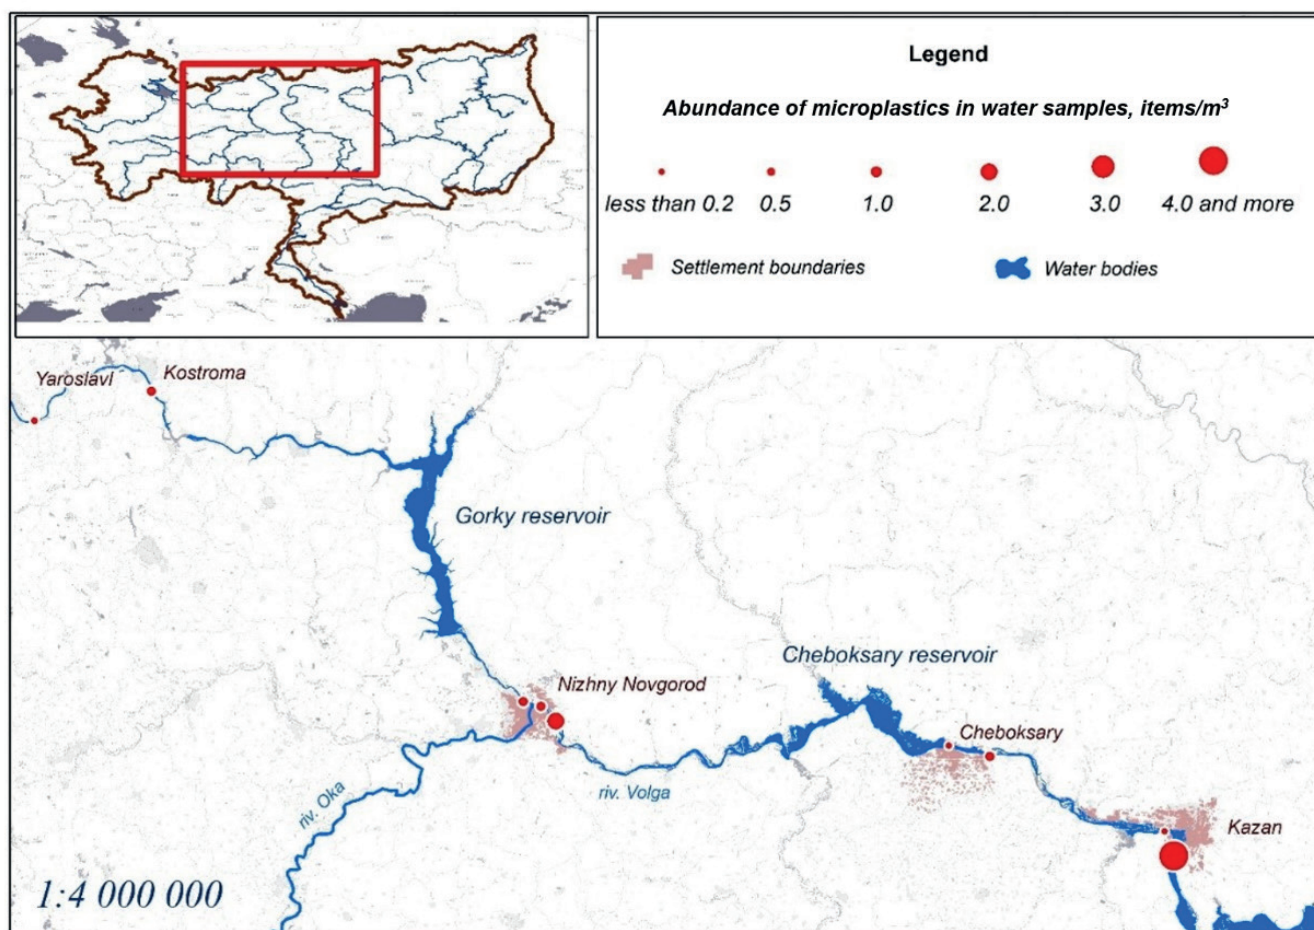 Legend
Abundance of microplastics in water samples, items/m³
less than 0.2 0.5 1.0 2.0 3.0 4.0 and more
Settlement boundaries Water bodies
Yaroslavl
Kostroma
Gorky reservoir
Cheboksary reservoir
Nizhny Novgorod
Cheboksary
riv. Oka
riv. Volga
Kazan
1:4 000 000